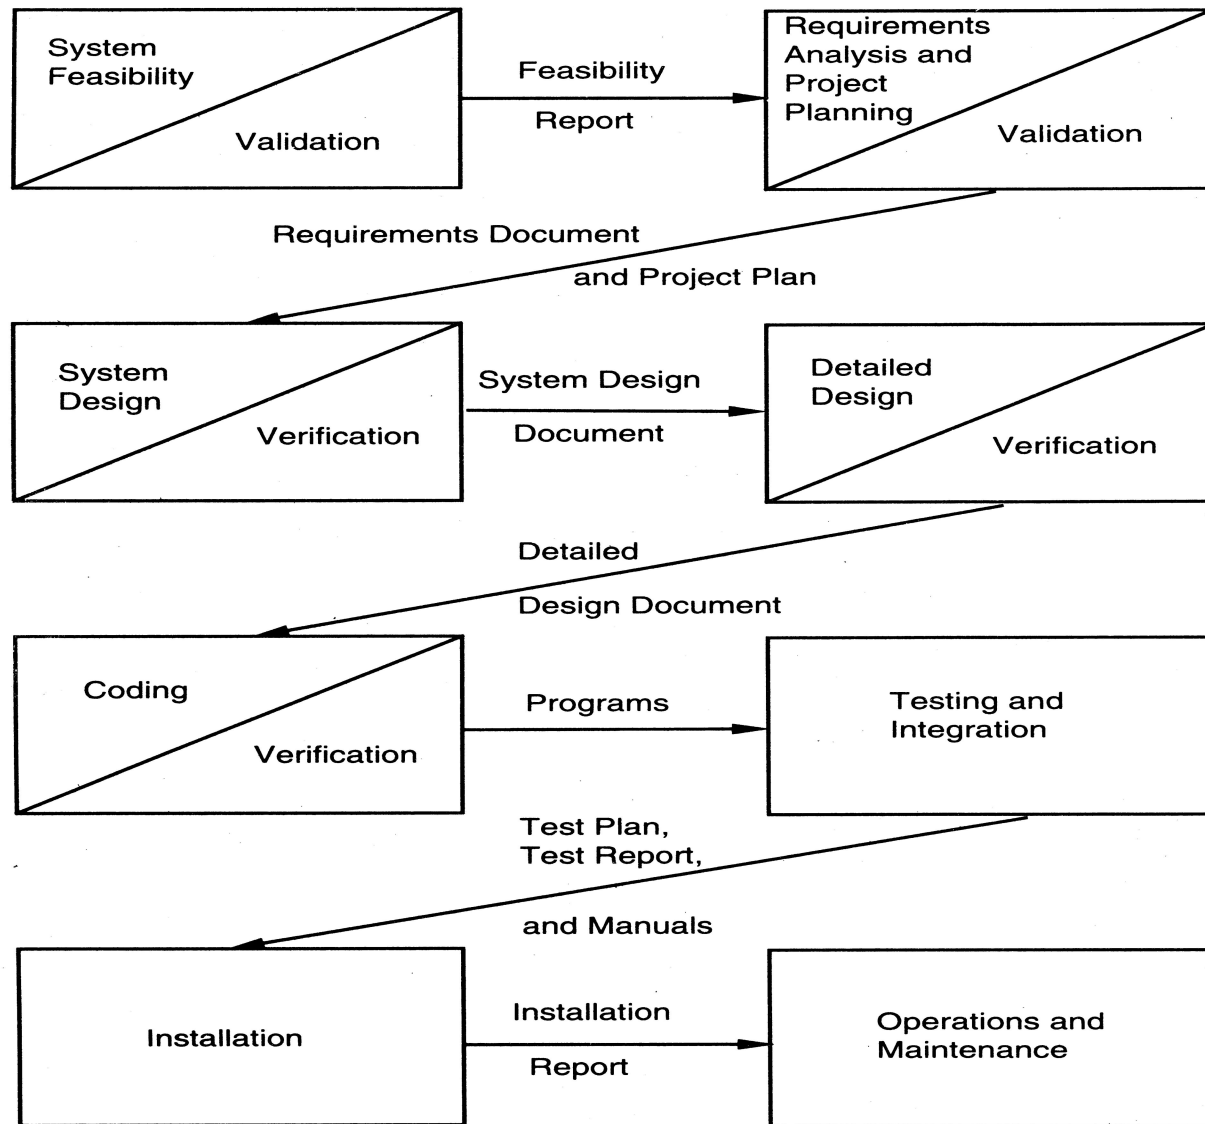 System
Feasibility
Validation
Feasibility
Report
Requirements
Analysis and
Project
Planning
Validation
Requirements Document
and Project Plan
System
Design
Verification
System Design
Document
Detailed
Design
Verification
Detailed
Design Document
Coding
Verification
Programs
Testing and
Integration
Test Plan,
Test Report,
and Manuals
Installation
Installation
Report
Operations and
Maintenance